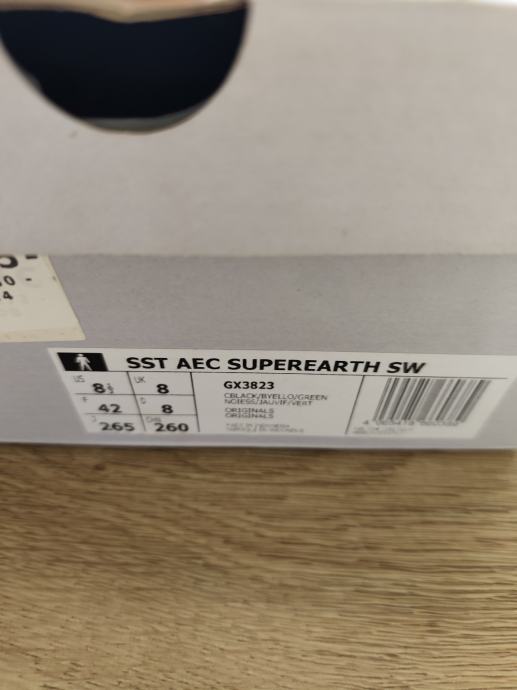 SST AEC SUPEREARTH SW
US 8½ UK 8
F 42 D 8
J 265 CHN 260
GX3823
CBLACK/BYELLO/GREEN
NOIESS/JAUVIF/VERT
ORIGINALS
ORIGINALS